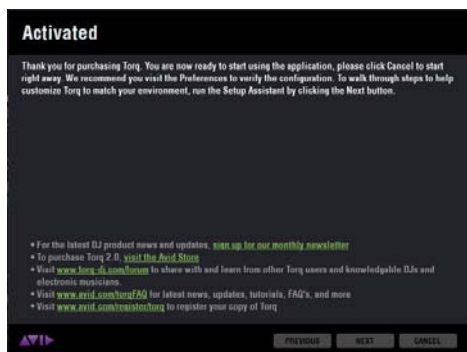 Activated
Thank you for purchasing Torq. You are now ready to start using the application, please click Cancel to start
right away. We recommend you visit the Preferences to verify the configuration. To walk through steps to help
customize Torq to match your environment, run the Setup Assistant by clicking the Next button.
• For the latest DJ product news and updates, sign up for our monthly newsletter
• To purchase Torq 2.0, visit the Avid Store
• Visit www.torq-dj.com/forum to share with and learn from other Torq users and knowledgable DJs and
electronic musicians.
• Visit www.avid.com/torqFAQ for latest news, updates, tutorials, FAQ's, and more
• Visit www.avid.com/register/torq to register your copy of Torq
AVID
PREVIOUS NEXT CANCEL